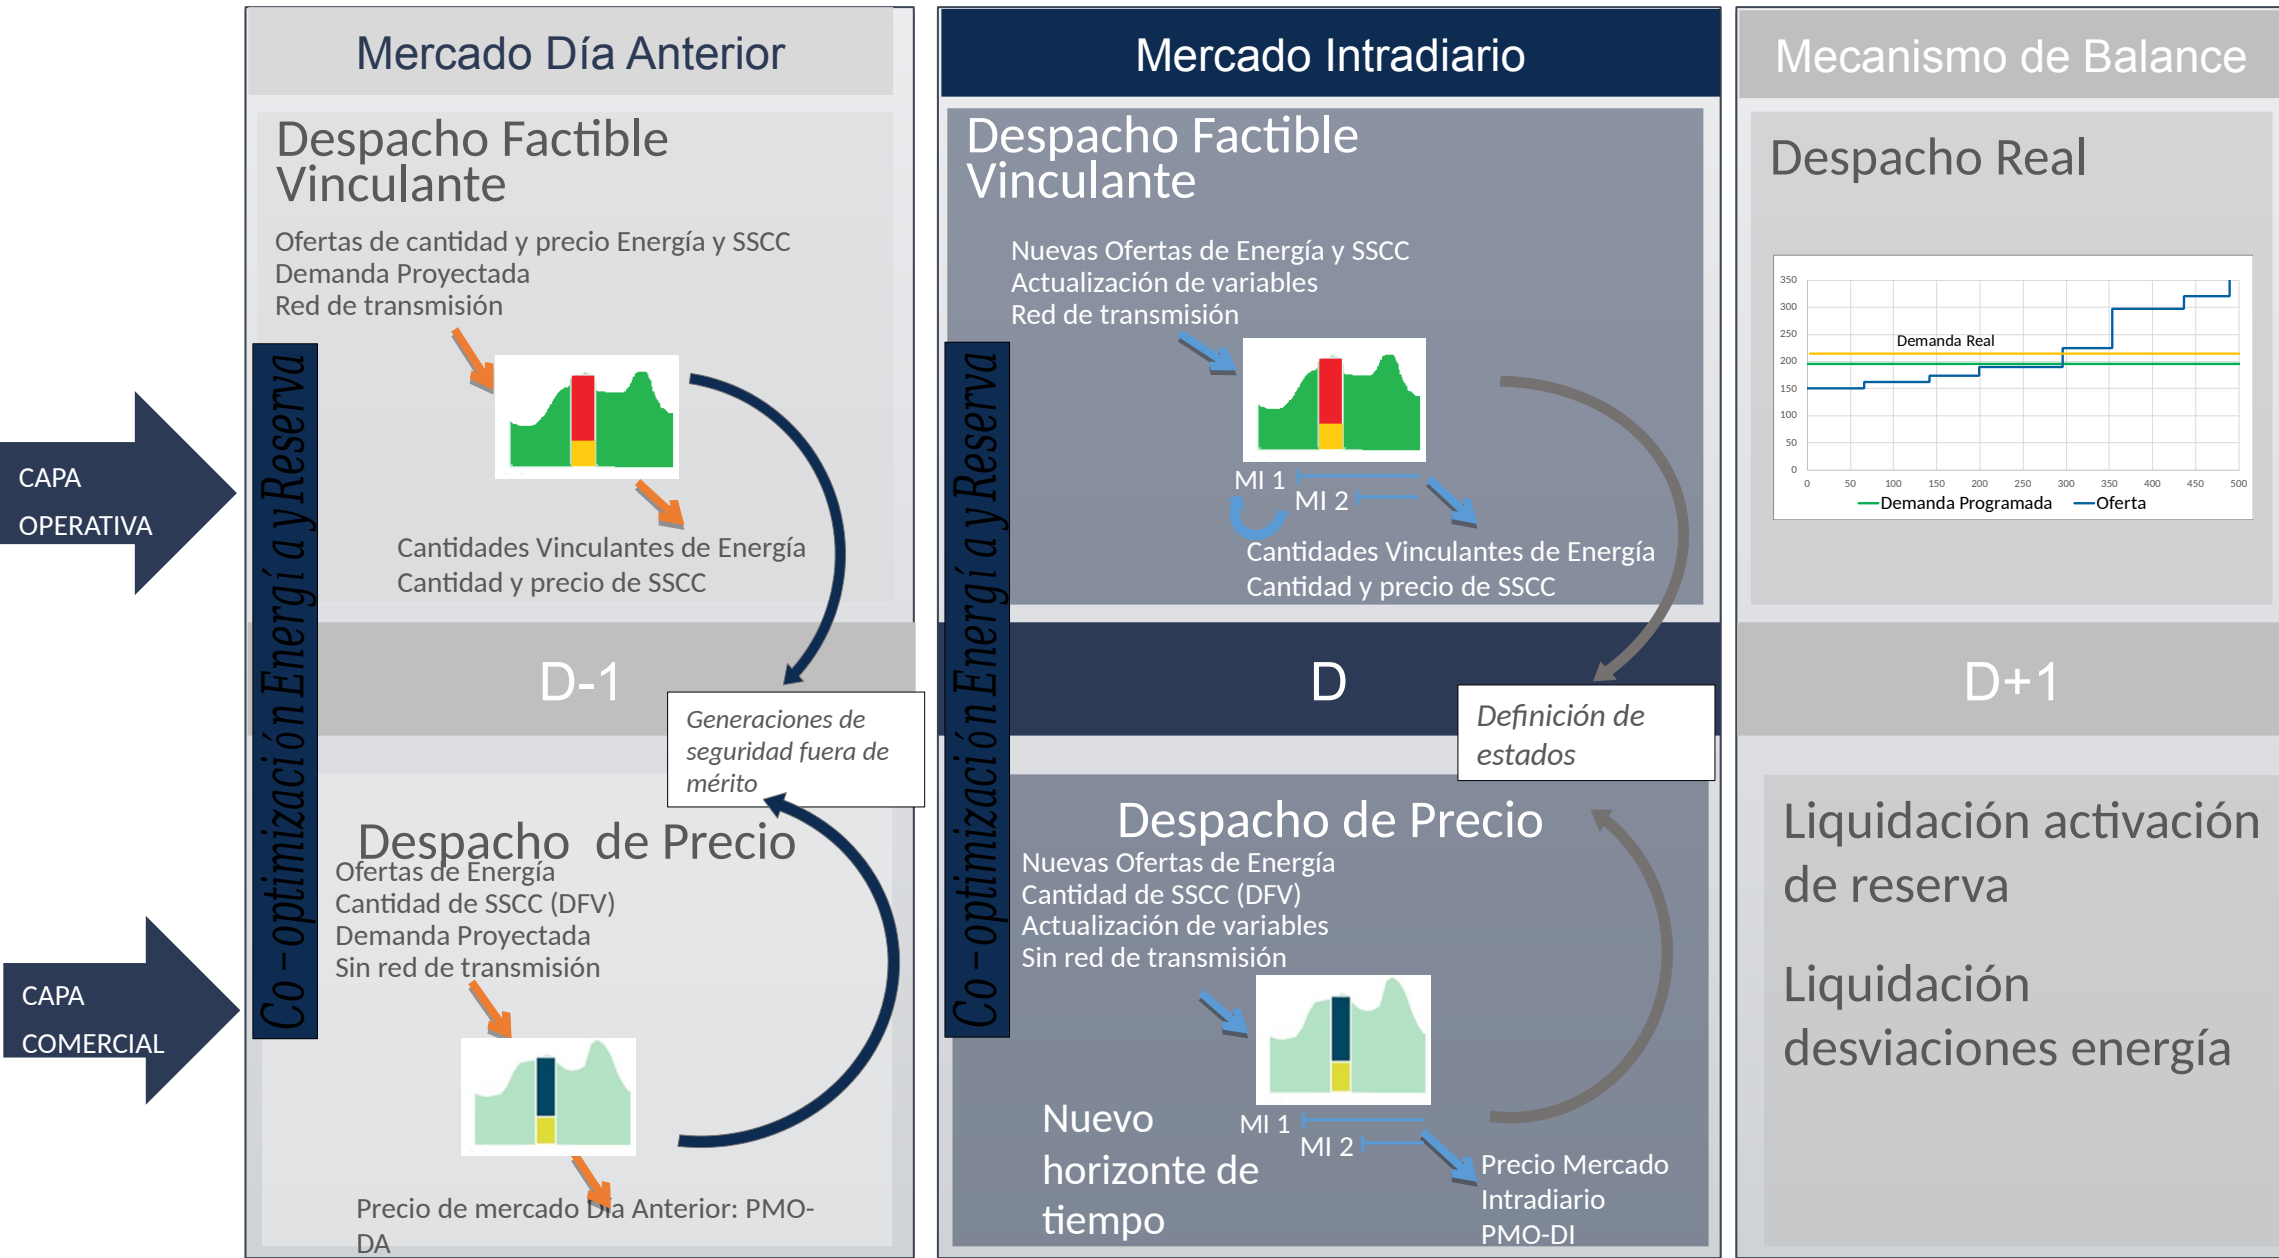 Mercado Día Anterior
Mercado Intradiario
Mecanismo de Balance
CAPA
OPERATIVA
CAPA
COMERCIAL
Despacho Factible
Vinculante
Ofertas de cantidad y precio Energía y SSCC
Demanda Proyectada
Red de transmisión
Cantidades Vinculantes de Energía
Cantidad y precio de SSCC
Co-optimización Energía y Reserva
D-1
Generaciones de
seguridad fuera de
mérito
Despacho de Precio
Ofertas de Energía
Cantidad de SSCC (DFV)
Demanda Proyectada
Sin red de transmisión
Precio de mercado Día Anterior: PMO-
DA
Despacho Factible
Vinculante
Nuevas Ofertas de Energía y SSCC
Actualización de variables
Red de transmisión
MI 1
MI 2
Cantidades Vinculantes de Energía
Cantidad y precio de SSCC
Co-optimización Energía y Reserva
D
Definición de
estados
Despacho de Precio
Nuevas Ofertas de Energía
Cantidad de SSCC (DFV)
Actualización de variables
Sin red de transmisión
MI 1
MI 2
Nuevo
horizonte de
tiempo
Precio Mercado
Intradiario
PMO-DI
Despacho Real
350
300
250
200
150
100
50
0
Demanda Real
0 50 100 150 200 250 300 350 400 450 500
Demanda Programada Oferta
D+1
Liquidación activación
de reserva
Liquidación
desviaciones energía